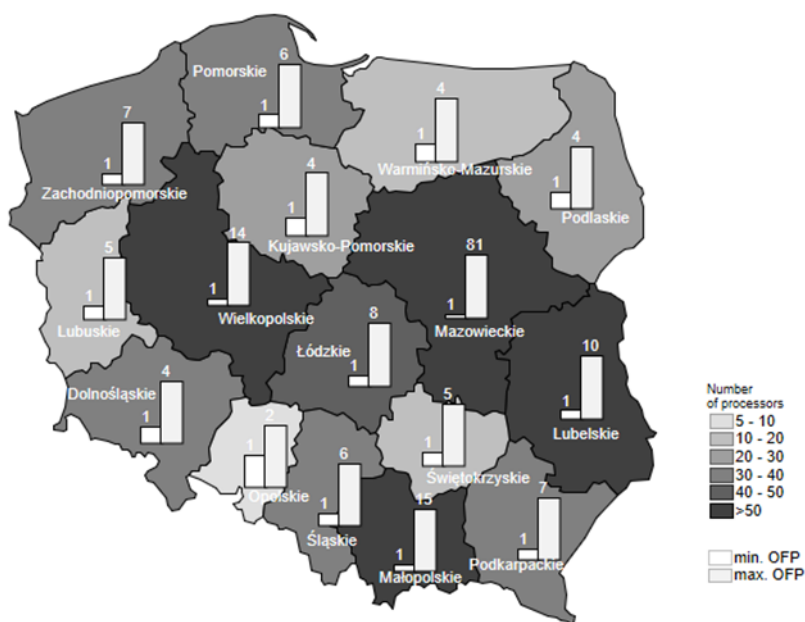 6
Pomorskie
1
4
1
Warmińsko-Mazurskie
7
1
Zachodniopomorskie
4
1
Podlaskie
4
1
Kujawsko-Pomorskie
14
1
Wielkopolskie
81
1
Mazowieckie
5
1
Lubuskie
8
Łódzkie
1
10
1
Lubelskie
4
Dolnośląskie
1
2
1
Opolskie
5
1
Świętokrzyskie
6
1
Śląskie
15
1
Małopolskie
7
1
Podkarpackie
Number
of processors
5 - 10
10 - 20
20 - 30
30 - 40
40 - 50
>50
min. OFP
max. OFP